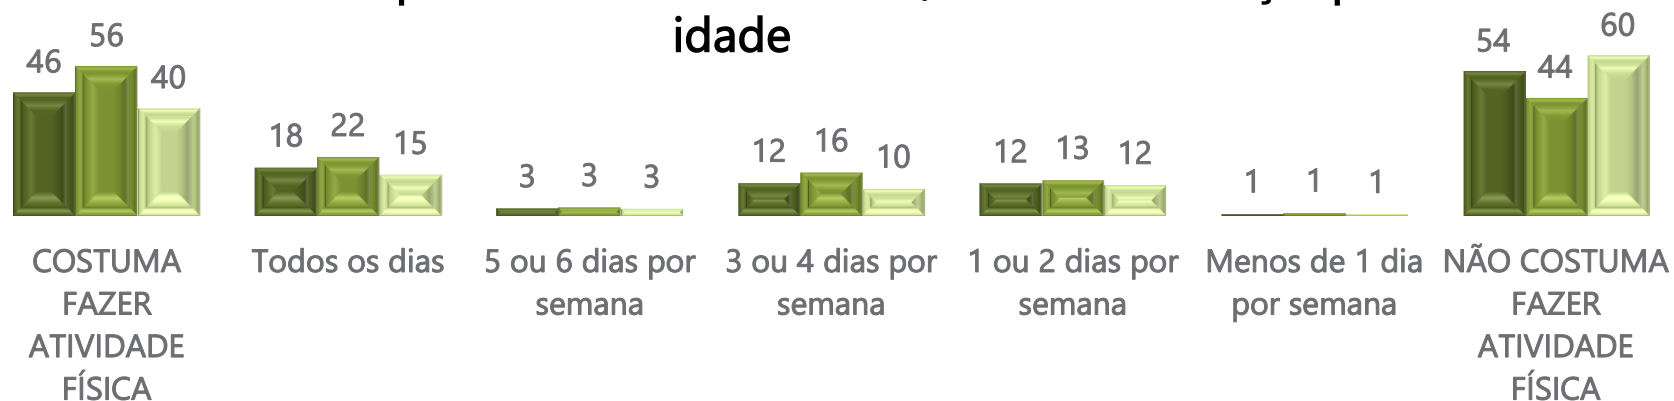 idade
46 56 40
18 22 15
3 3 3
12 16 10
12 13 12
1 1 1
54 44 60
COSTUMA
FAZER
ATIVIDADE
FÍSICA
Todos os dias
5 ou 6 dias por
semana
3 ou 4 dias por
semana
1 ou 2 dias por
semana
Menos de 1 dia
por semana
NÃO COSTUMA
FAZER
ATIVIDADE
FÍSICA